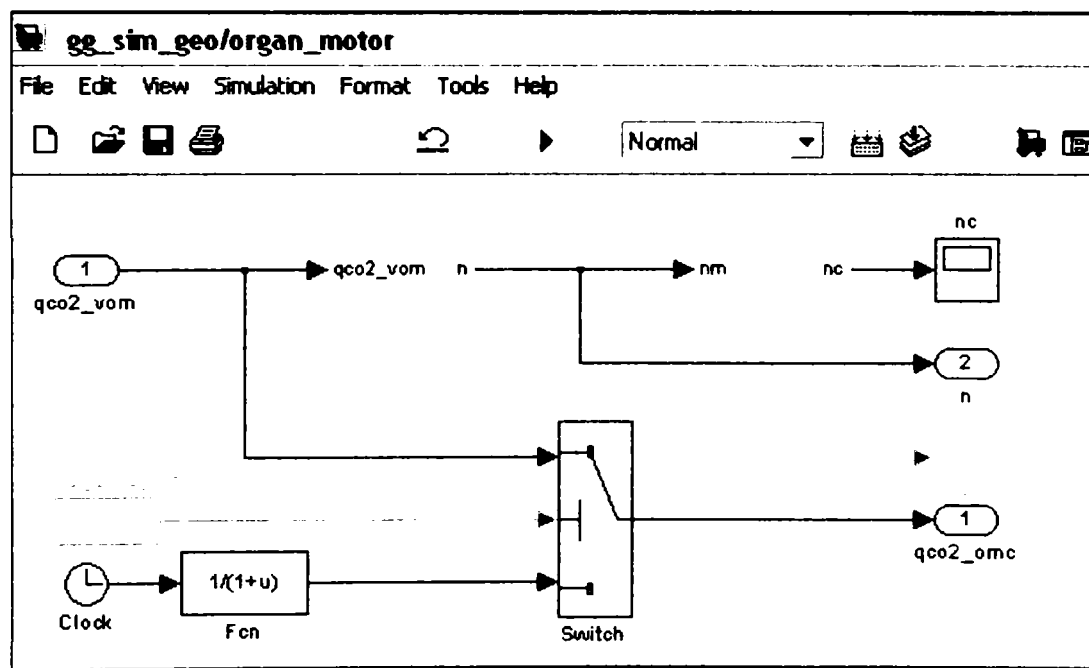 gg_sim_geo/organ_motor
File Edit View Simulation Format Tools Help
Normal
nc
1 qco2_vom n nm nc
qco2_vom
2
n
1
qco2_omc
1/(1+u)
Clock
Fcn
Switch